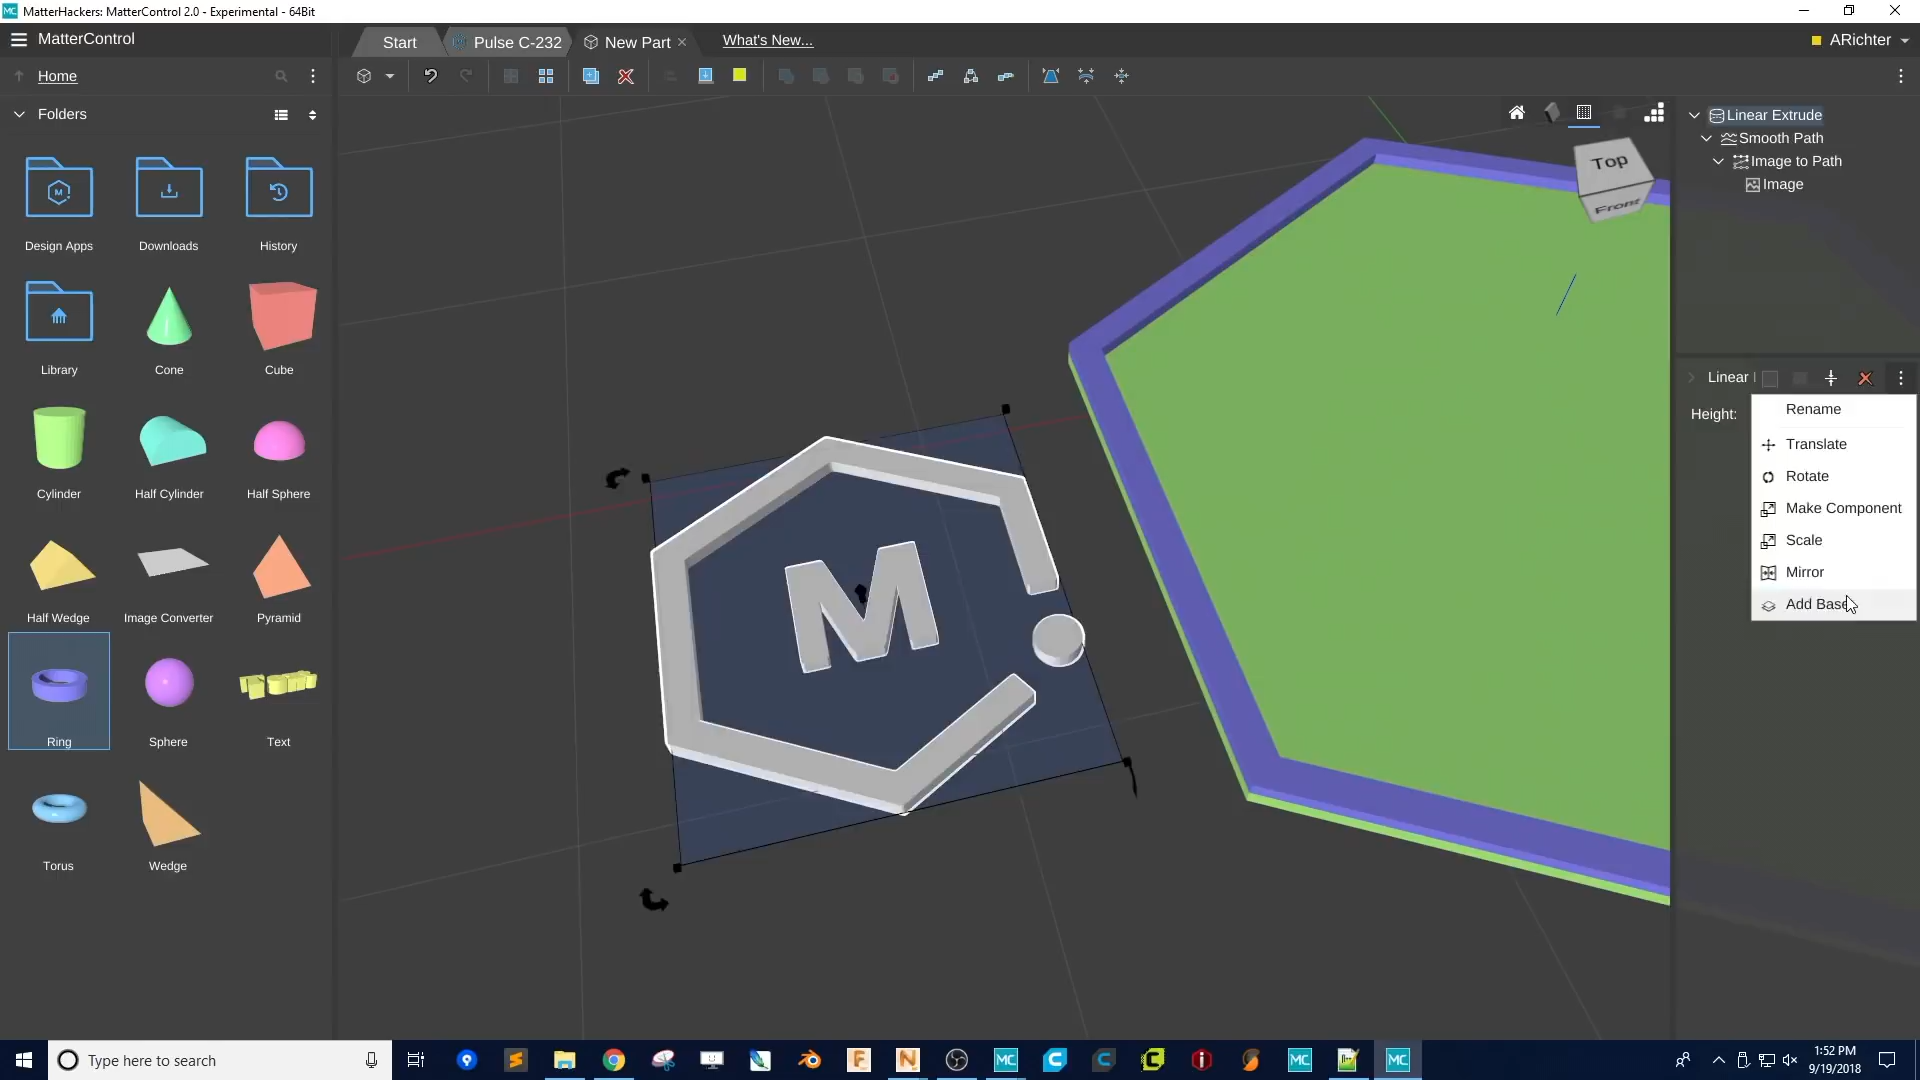 MC MatterHackers: MatterControl 2.0 - Experimental - 64Bit
MatterControl
Start
Pulse C-232
New Part
What's New...
ARichter
Home
Folders
Design Apps
Downloads
History
Library
Cone
Cube
Cylinder
Half Cylinder
Half Sphere
Half Wedge
Image Converter
Pyramid
Ring
Sphere
Text
Torus
Wedge
M
Top
Front
Linear Extrude
Smooth Path
Image to Path
Image
Linear
Height:
Rename
Translate
Rotate
Make Component
Scale
Mirror
Add Base
Type here to search
1:52 PM
9/19/2018